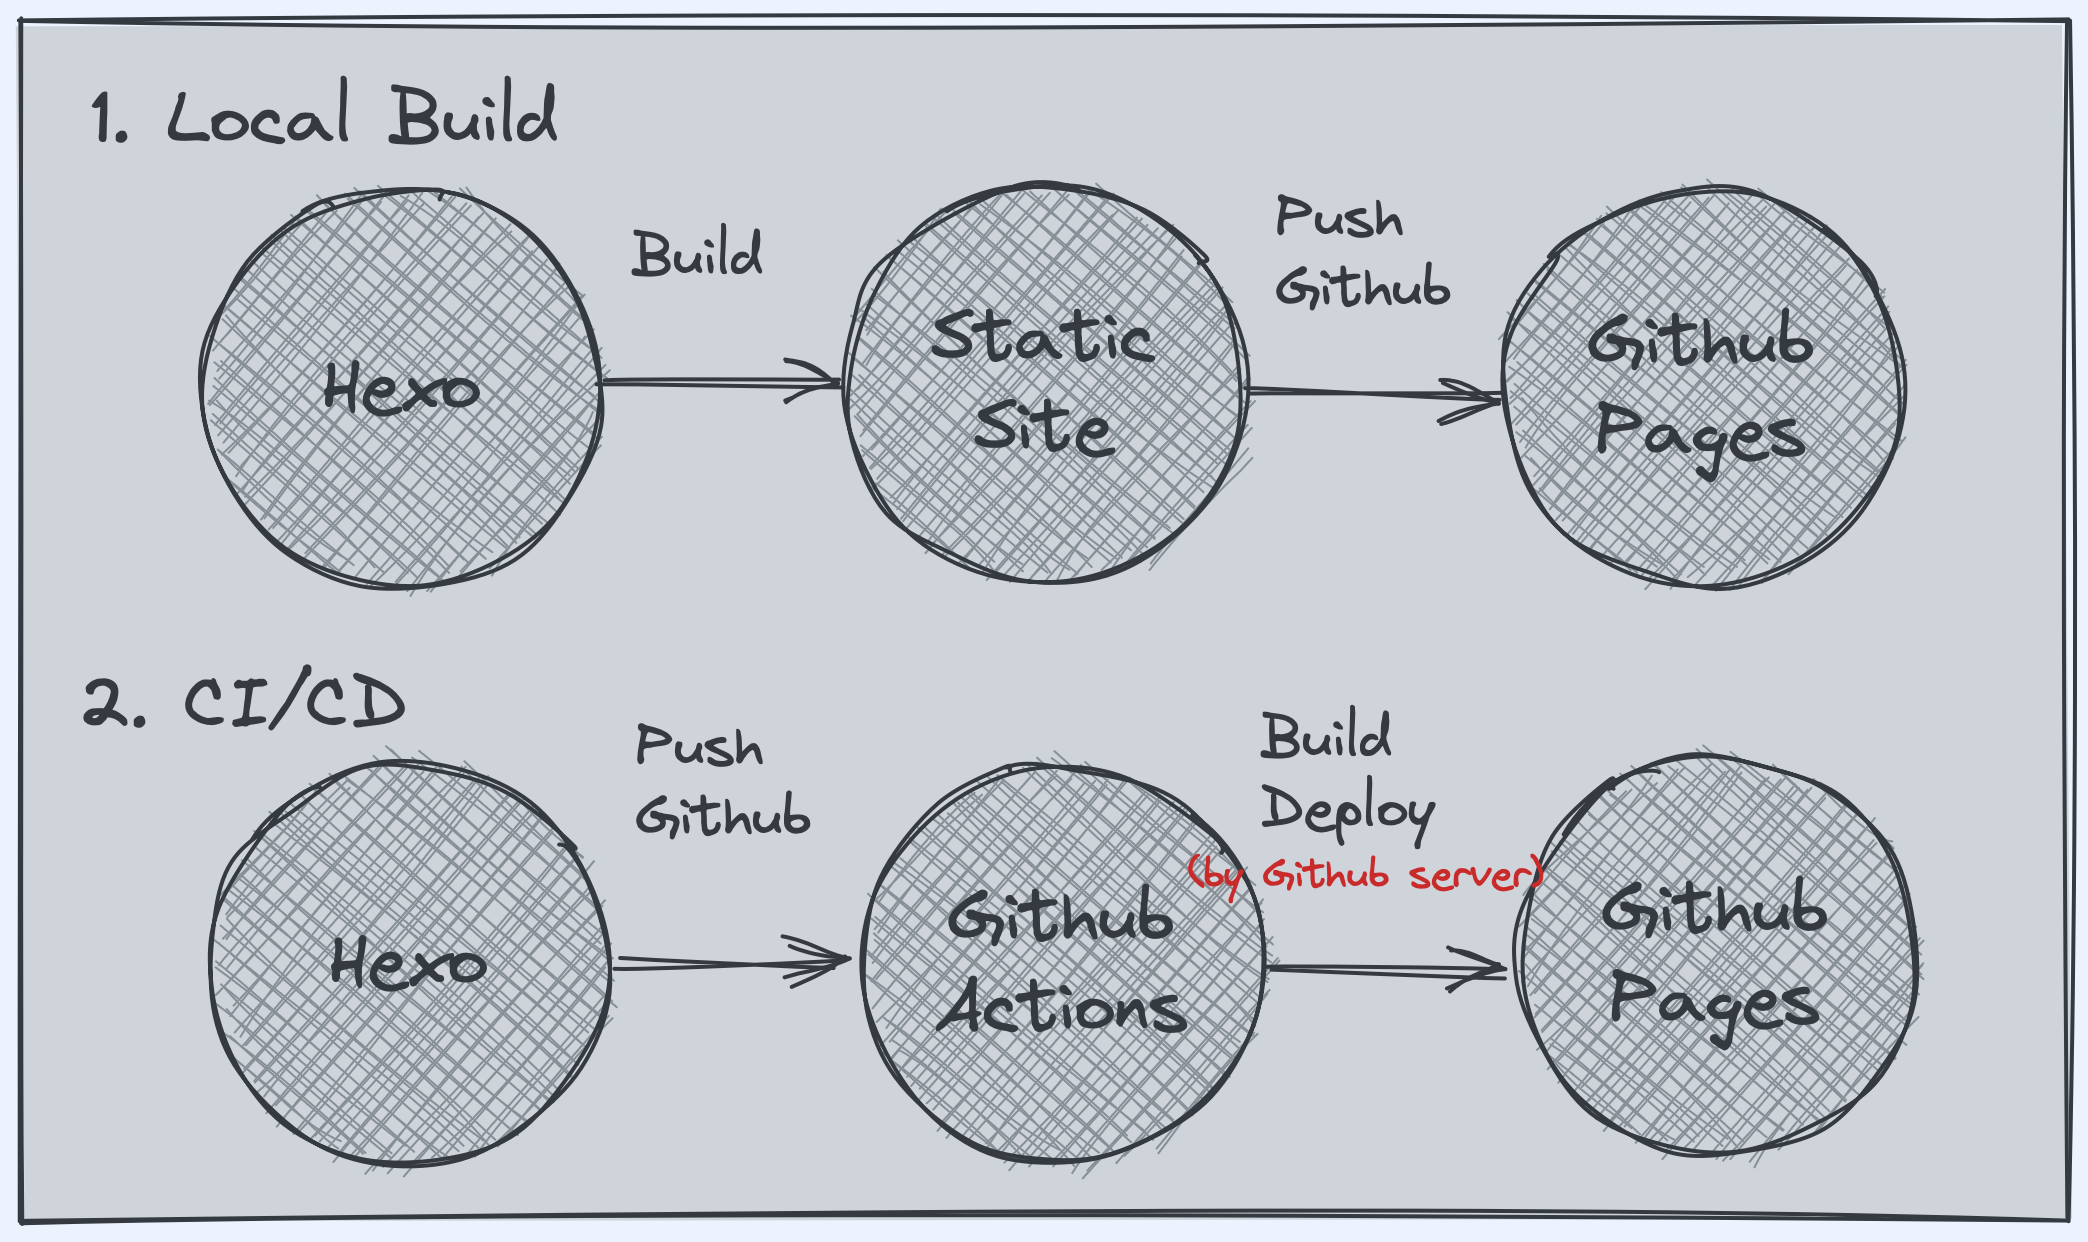 1. Local Build
Hexo
Build
Static
Site
Push
Github
Github
Pages
2. CI/CD
Hexo
Push
Github
Github
Actions
Build
Deploy
(by Github server)
Github
Pages